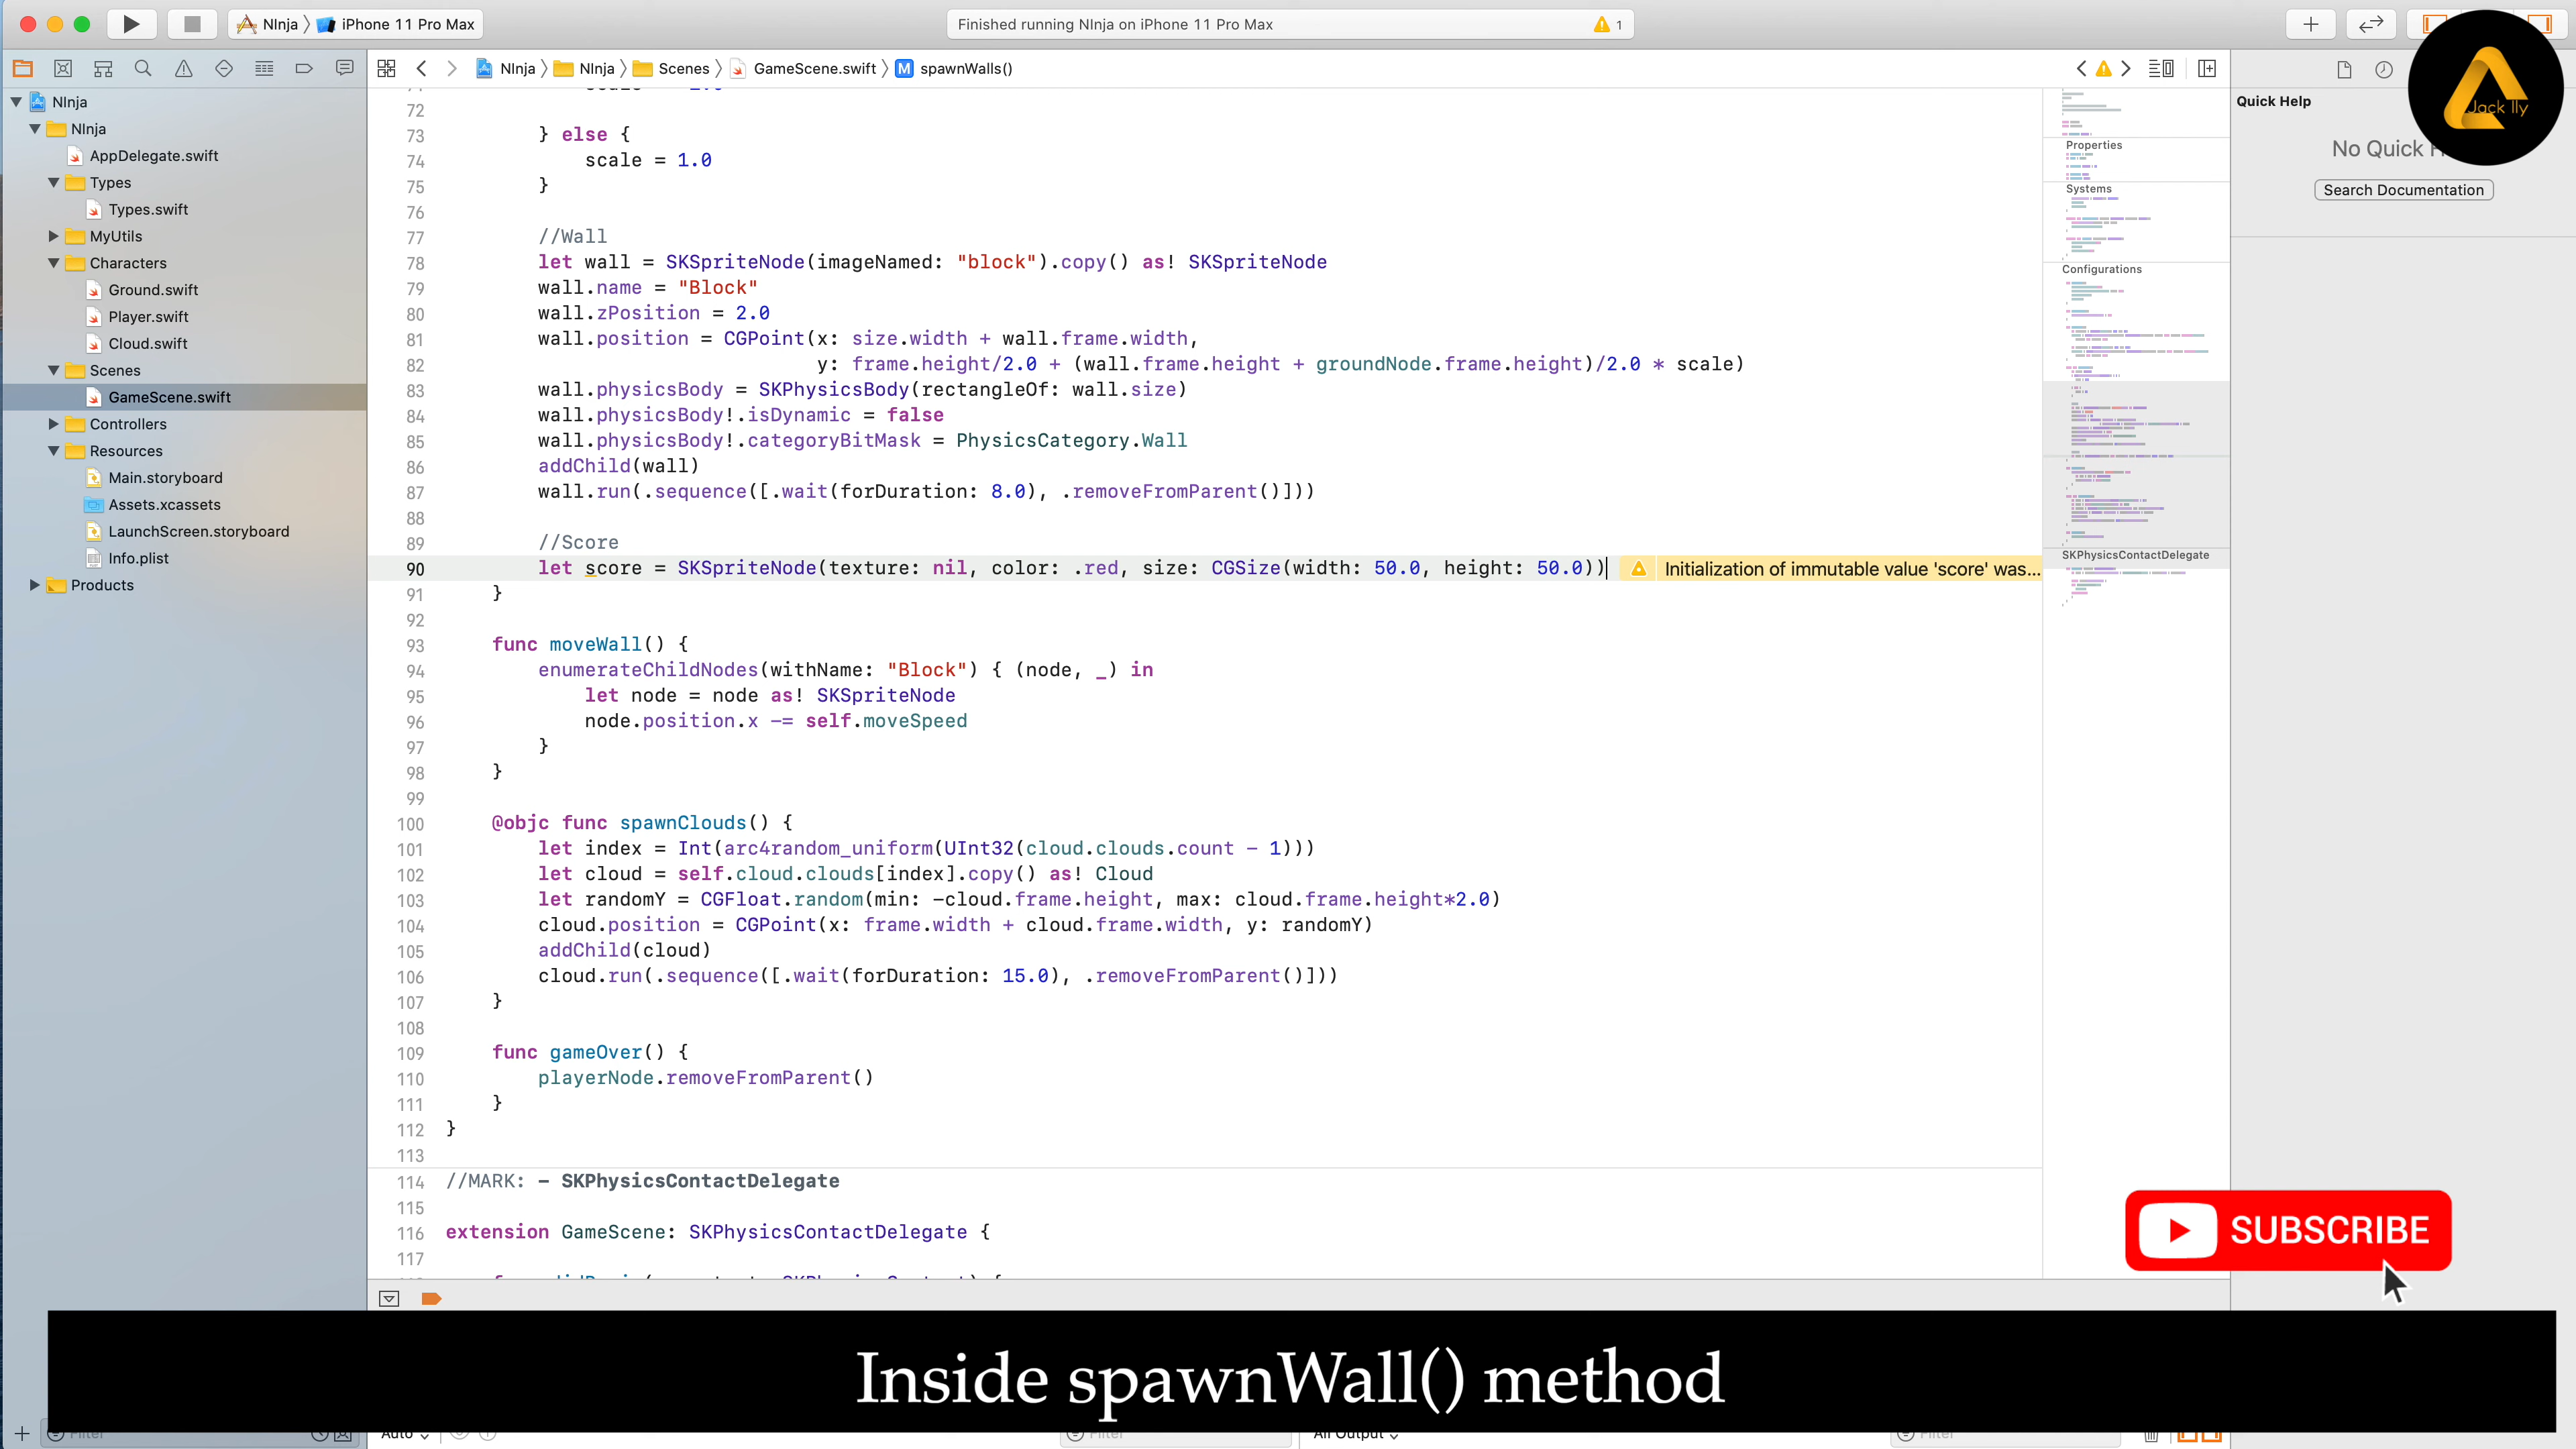 NInja
iPhone 11 Pro Max
Finished running NInja on iPhone 11 Pro Max
1
NInja
NInja
Scenes
GameScene.swift
M
spawnWalls()
Jack Ily
NInja
NInja
AppDelegate.swift
Types
Types.swift
MyUtils
Characters
Ground.swift
Player.swift
Cloud.swift
Scenes
GameScene.swift
Controllers
Resources
Main.storyboard
Assets.xcassets
LaunchScreen.storyboard
Info.plist
Products
72
73 } else {
74 scale = 1.0
75 }
76
77 //Wall
78 let wall = SKSpriteNode(imageNamed: "block").copy() as! SKSpriteNode
79 wall.name = "Block"
80 wall.zPosition = 2.0
81 wall.position = CGPoint(x: size.width + wall.frame.width,
82 y: frame.height/2.0 + (wall.frame.height + groundNode.frame.height)/2.0 * scale)
83 wall.physicsBody = SKPhysicsBody(rectangleOf: wall.size)
84 wall.physicsBody!.isDynamic = false
85 wall.physicsBody!.categoryBitMask = PhysicsCategory.Wall
86 addChild(wall)
87 wall.run(.sequence([.wait(forDuration: 8.0), .removeFromParent()]))
88
89 //Score
90 let score = SKSpriteNode(texture: nil, color: .red, size: CGSize(width: 50.0, height: 50.0)) Initialization of immutable value 'score' was...
91 }
92
93 func moveWall() {
94 enumerateChildNodes(withName: "Block") { (node, _) in
95 let node = node as! SKSpriteNode
96 node.position.x -= self.moveSpeed
97 }
98 }
99
100 @objc func spawnClouds() {
101 let index = Int(arc4random_uniform(UInt32(cloud.clouds.count - 1)))
102 let cloud = self.cloud.clouds[index].copy() as! Cloud
103 let randomY = CGFloat.random(min: -cloud.frame.height, max: cloud.frame.height*2.0)
104 cloud.position = CGPoint(x: frame.width + cloud.frame.width, y: randomY)
105 addChild(cloud)
106 cloud.run(.sequence([.wait(forDuration: 15.0), .removeFromParent()]))
107 }
108
109 func gameOver() {
110 playerNode.removeFromParent()
111 }
112 }
113
114 //MARK: - SKPhysicsContactDelegate
115
116 extension GameScene: SKPhysicsContactDelegate {
117
Properties
Systems
Configurations
SKPhysicsContactDelegate
Quick Help
No Quick
Search Documentation
SUBSCRIBE
Inside spawnWall() method
Filter
Auto
Filter
All Output
Filter